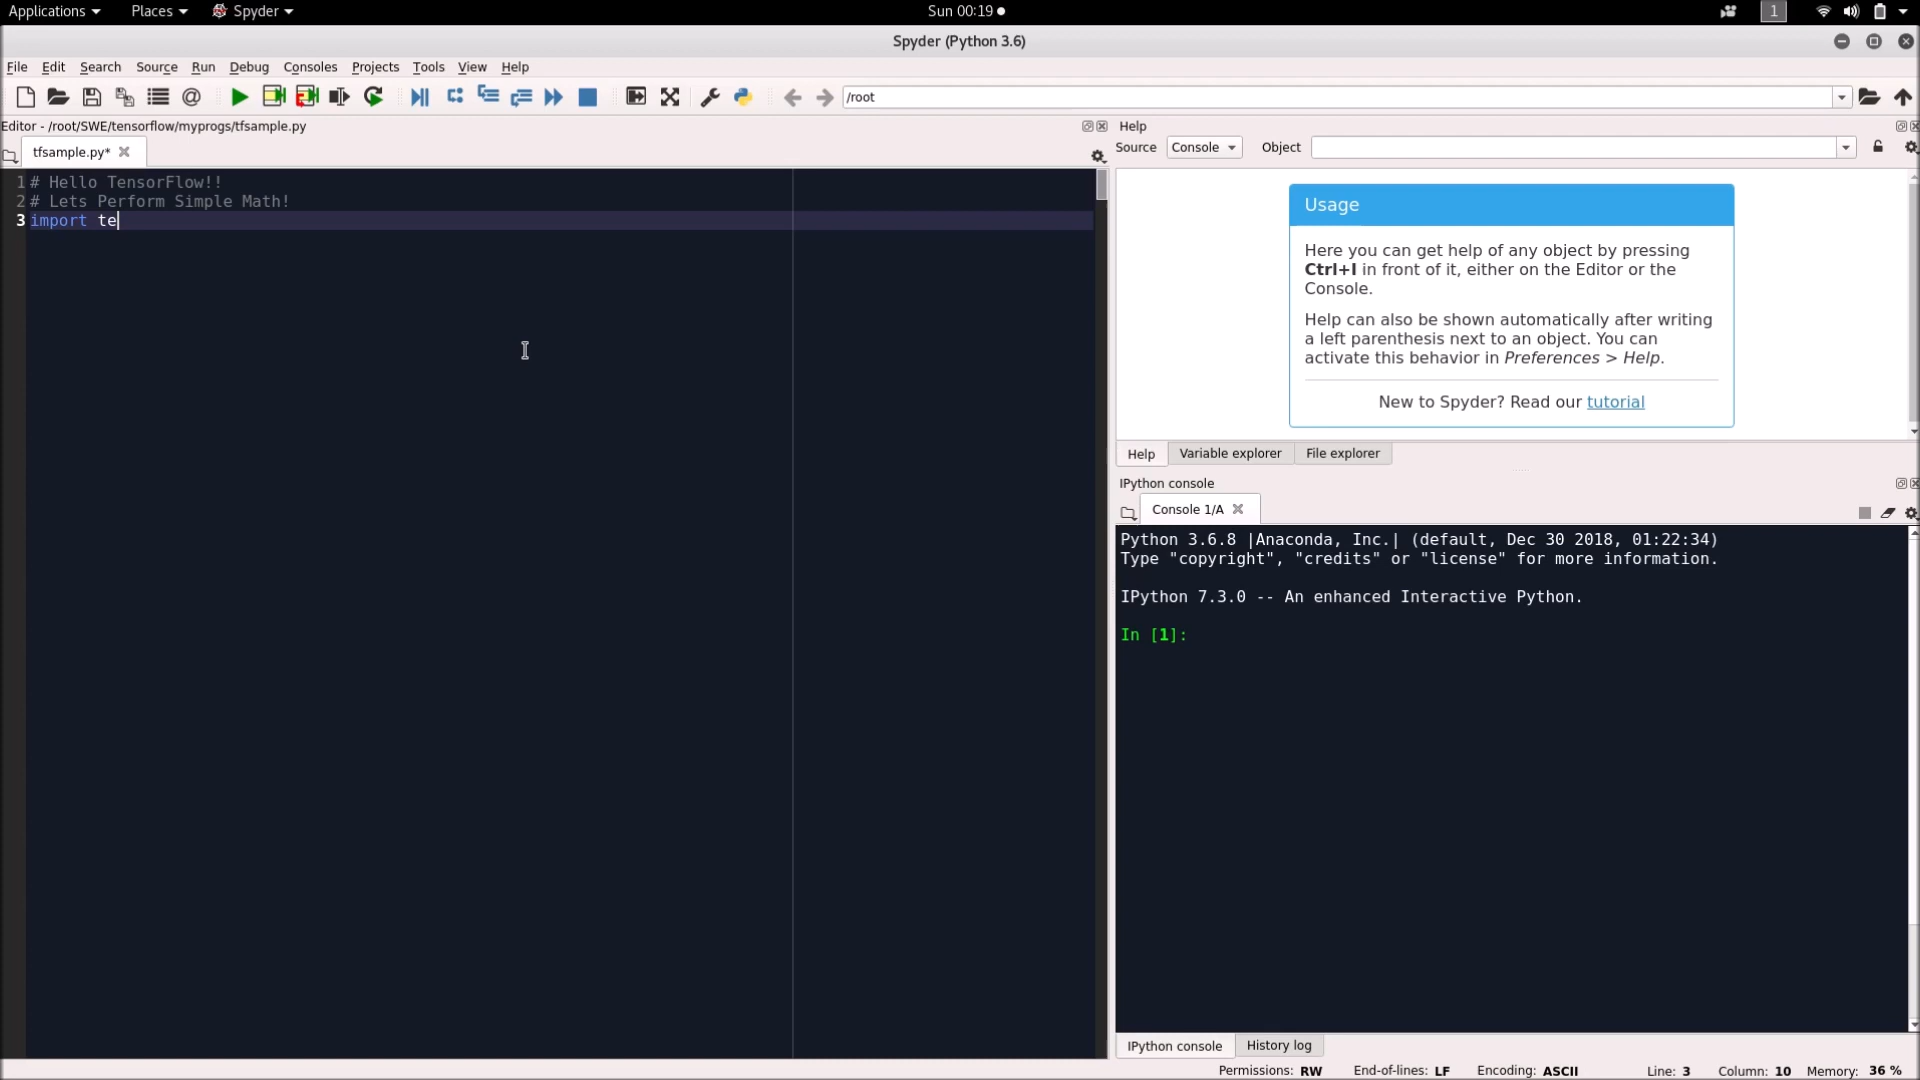 Applications Places Spyder Sun 00:19 1
Spyder (Python 3.6)
File Edit Search Source Run Debug Consoles Projects Tools View Help
/root
Editor - /root/SWE/tensorflow/myprogs/tfsample.py
tfsample.py*
1 # Hello TensorFlow!!
2 # Lets Perform Simple Math!
3 import te
Help
Source Console Object
Usage
Here you can get help of any object by pressing
Ctrl+I in front of it, either on the Editor or the
Console.
Help can also be shown automatically after writing
a left parenthesis next to an object. You can
activate this behavior in Preferences > Help.
New to Spyder? Read our tutorial
Help Variable explorer File explorer
IPython console
Console 1/A
Python 3.6.8 |Anaconda, Inc.| (default, Dec 30 2018, 01:22:34)
Type "copyright", "credits" or "license" for more information.
IPython 7.3.0 -- An enhanced Interactive Python.
In [1]:
IPython console History log
Permissions: RW End-of-lines: LF Encoding: ASCII Line: 3 Column: 10 Memory: 36 %